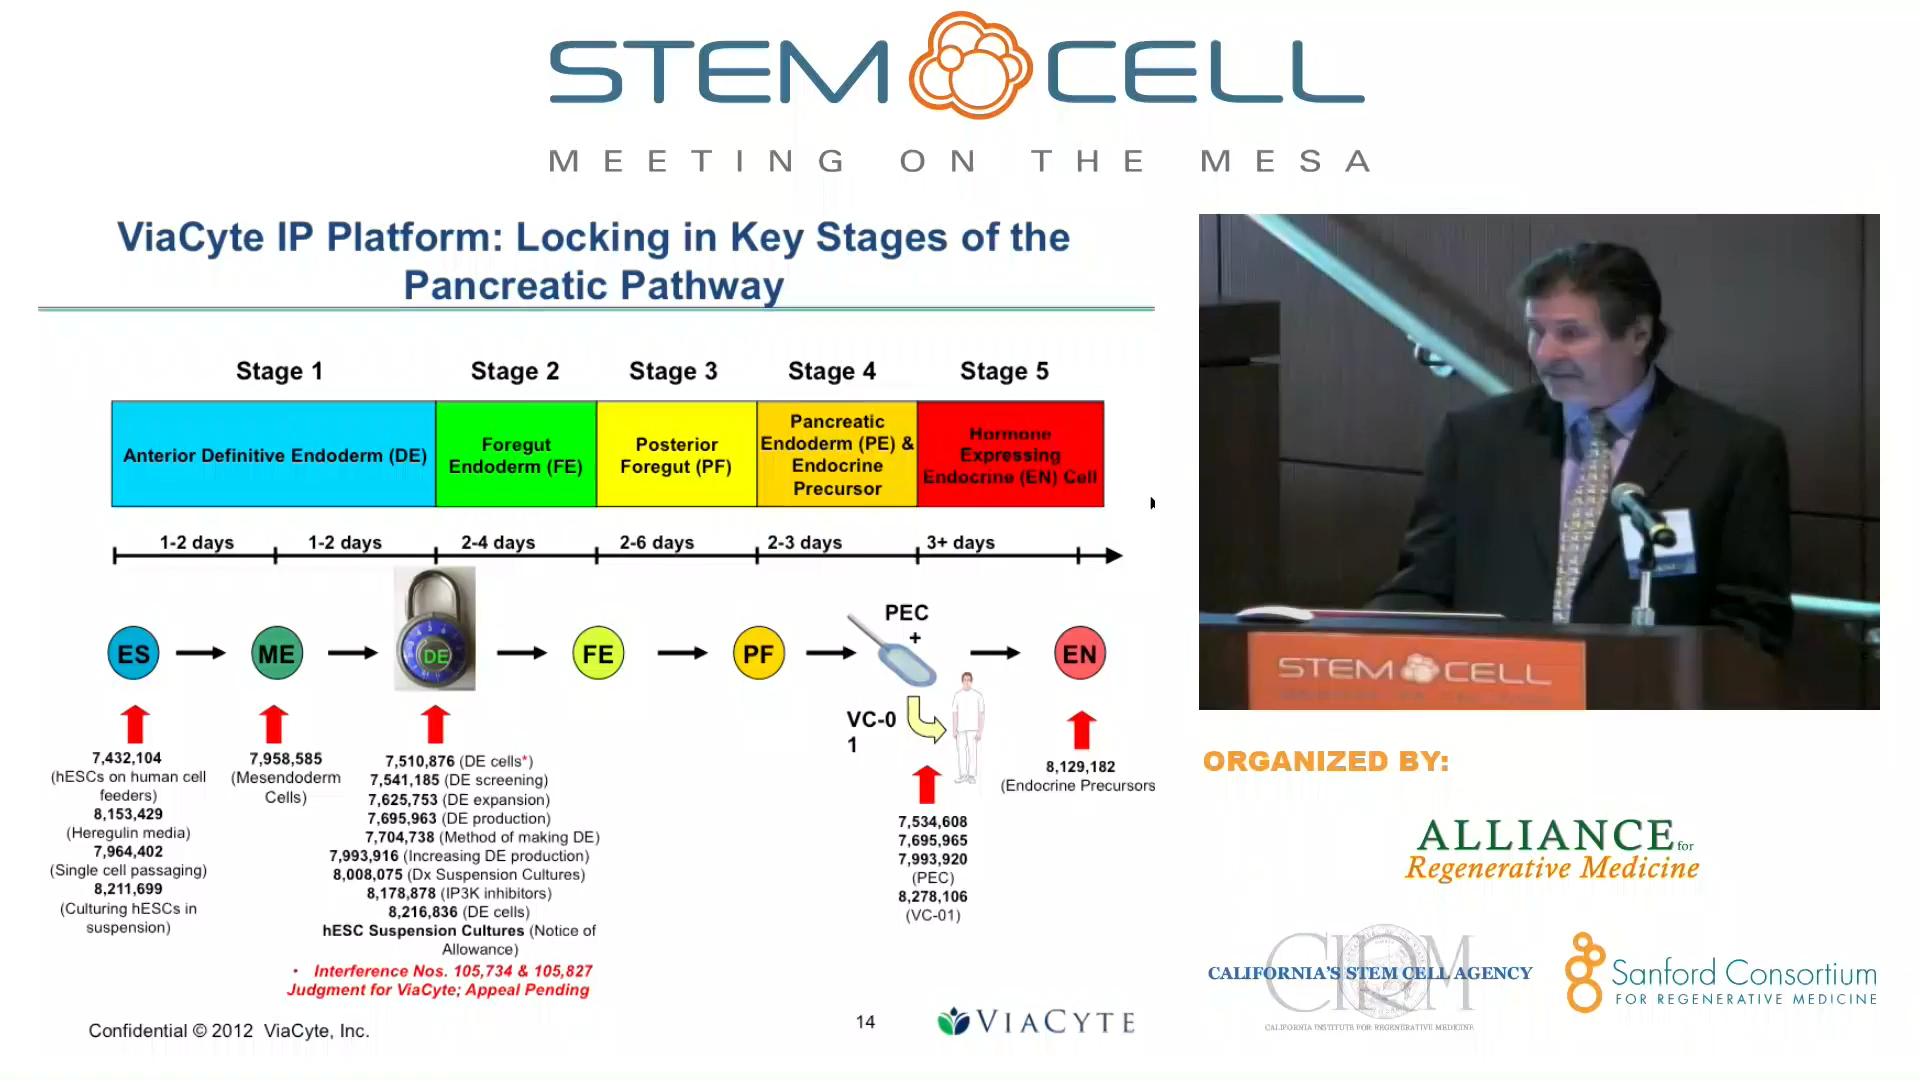 STEM CELL
MEETING ON THE MESA
ViaCyte IP Platform: Locking in Key Stages of the
Pancreatic Pathway
Stage 1
Stage 2
Stage 3
Stage 4
Stage 5
Anterior Definitive Endoderm (DE)
Foregut
Endoderm (FE)
Posterior
Foregut (PF)
Pancreatic
Endoderm (PE) &
Endocrine
Precursor
Hormone
Expressing
Endocrine (EN) Cell
1-2 days
1-2 days
2-4 days
2-6 days
2-3 days
3+ days
ES
ME
DE
FE
PF
PEC
+
EN
VC-0
1
7,432,104
(hESCs on human cell
feeders)
8,153,429
(Heregulin media)
7,964,402
(Single cell passaging)
8,211,699
(Culturing hESCs in
suspension)
7,958,585
(Mesendoderm
Cells)
7,510,876 (DE cells*)
7,541,185 (DE screening)
7,625,753 (DE expansion)
7,695,963 (DE production)
7,704,738 (Method of making DE)
7,993,916 (Increasing DE production)
8,008,075 (Dx Suspension Cultures)
8,178,878 (IP3K inhibitors)
8,216,836 (DE cells)
hESC Suspension Cultures (Notice of
Allowance)
• Interference Nos. 105,734 & 105,827
Judgment for ViaCyte; Appeal Pending
7,534,608
7,695,965
7,993,920
(PEC)
8,278,106
(VC-01)
8,129,182
(Endocrine Precursors
Confidential © 2012 ViaCyte, Inc.
14
VIACYTE
STEM CELL
ORGANIZED BY:
ALLIANCE for
Regenerative Medicine
CIRM
CALIFORNIA'S STEM CELL AGENCY
CALIFORNIA INSTITUTE FOR REGENERATIVE MEDICINE
Sanford Consortium
FOR REGENERATIVE MEDICINE